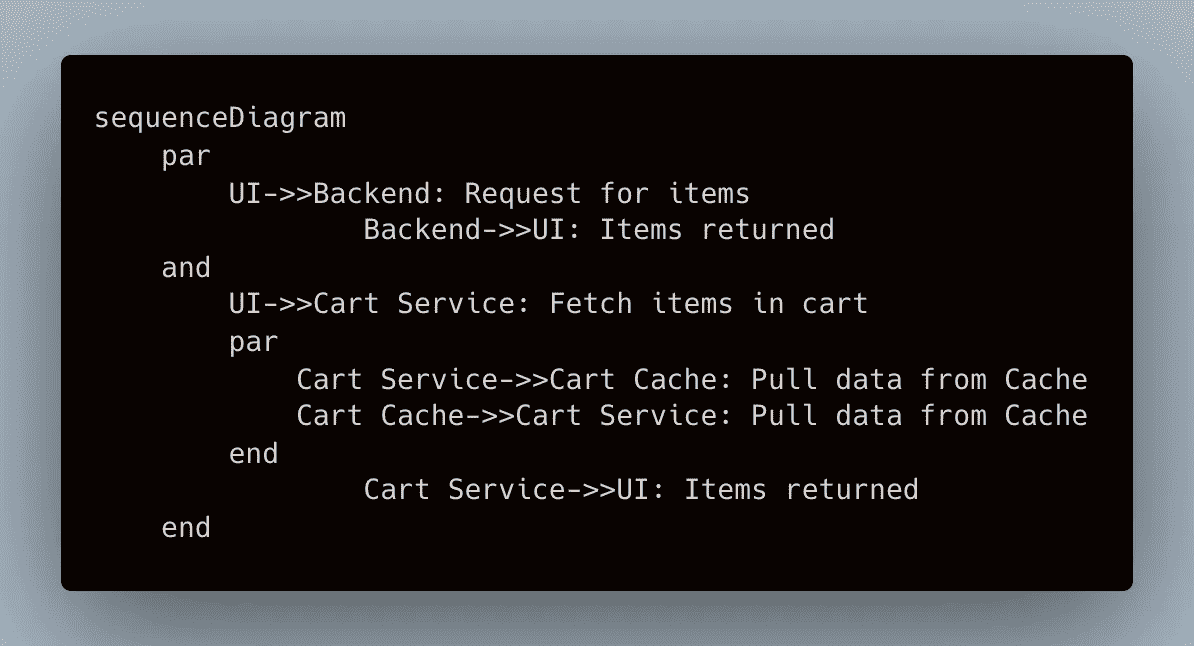 sequenceDiagram
    par
        UI->>Backend: Request for items
                Backend->>UI: Items returned
    and
        UI->>Cart Service: Fetch items in cart
        par
            Cart Service->>Cart Cache: Pull data from Cache
            Cart Cache->>Cart Service: Pull data from Cache
        end
                Cart Service->>UI: Items returned
    end